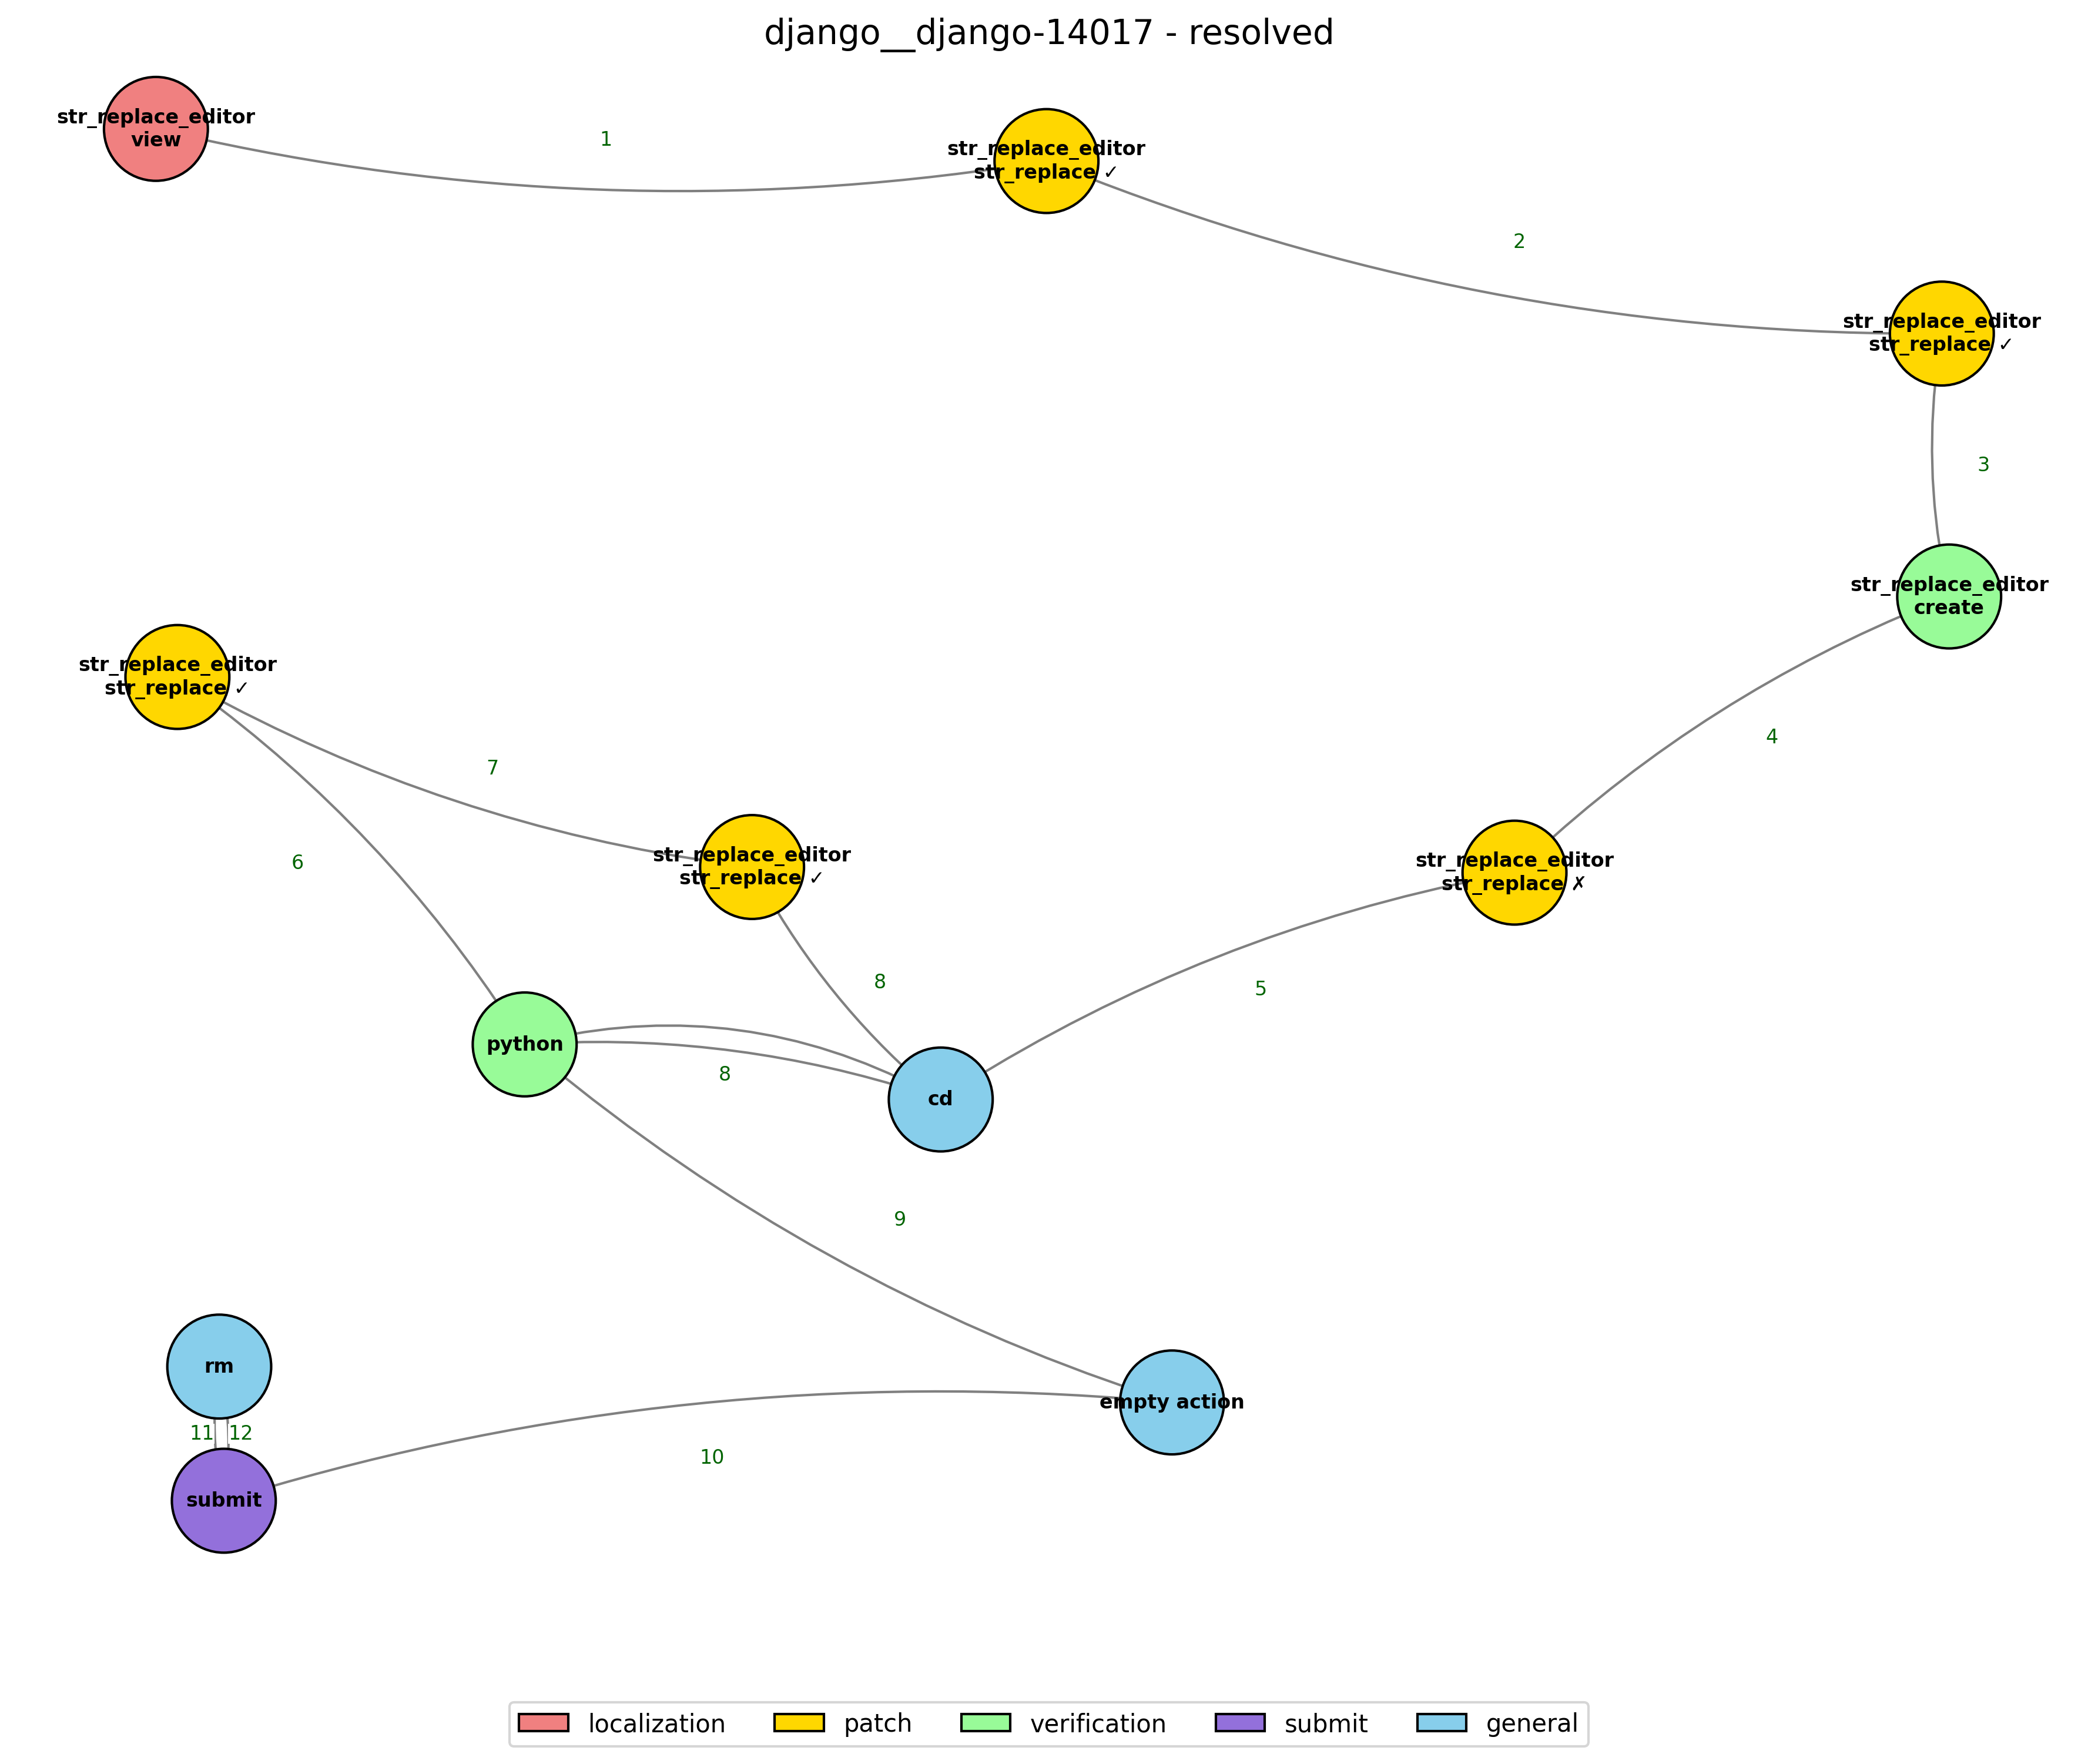 django__django-14017 - resolved
str_replace_editor
view
1
str_replace_editor
str_replace ✓
2
str_replace_editor
str_replace ✓
3
str_replace_editor
create
str_replace_editor
str_replace ✓
4
7
str_replace_editor
str_replace ✓
str_replace_editor
str_replace ✗
6
8
5
python
8
cd
9
rm
empty action
11
12
10
submit
localization
patch
verification
submit
general